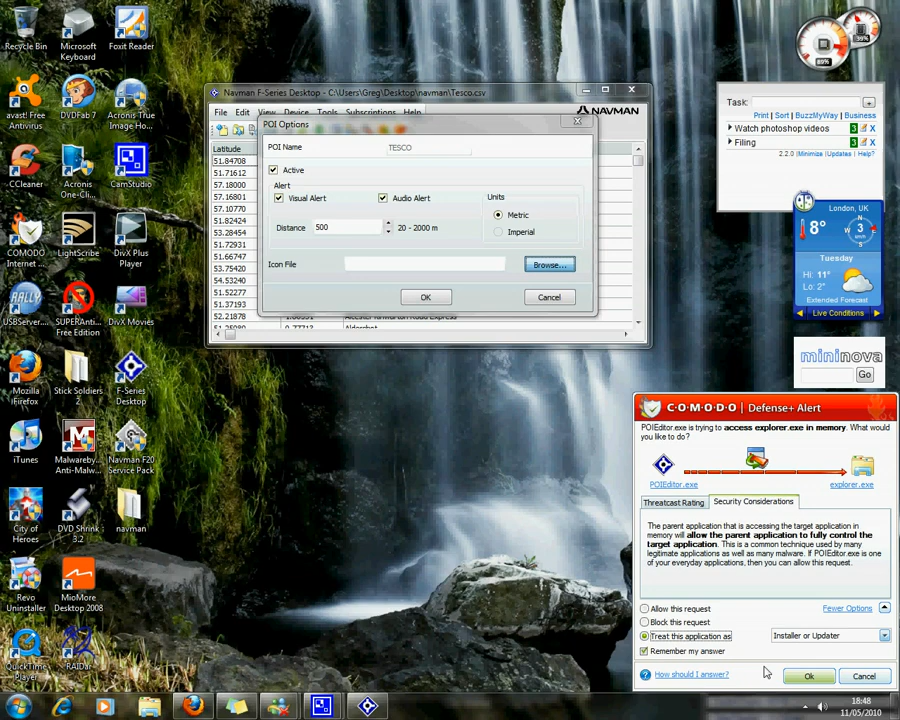 Recycle Bin
Microsoft
Keyboard
Foxit Reader
avast! Free
Antivirus
DVDFab 7
Acronis True
Image Ho...
CCleaner
Acronis
One-Cli...
CamStudio
COMODO
Internet ...
LightScribe
DivX Plus
Player
USBServer...
SUPERAnti...
Free Edition
DivX Movies
Mozilla
Firefox
Stick Soldiers
2
F-Series
Desktop
iTunes
Malwareby...
Anti-Malw...
Navman F20
Service Pack
City of
Heroes
DVD Shrink
3.2
navman
Revo
Uninstaller
MioMore
Desktop 2008
QuickTime
Player
RAIDar
Navman F-Series Desktop - C:\Users\Greg\Desktop\navman\Tesco.csv
File Edit View Device Tools Subscriptions Help
NAVMAN
Latitude
51.84708
51.71612
57.18000
57.16801
57.10770
51.82424
53.28454
51.72931
51.66747
53.75420
54.53240
51.52277
51.37193
52.21878
POI Options
POI Name TESCO
Active
Alert
Visual Alert Audio Alert
Distance 500 20 - 2000 m
Units
Metric
Imperial
Icon File Browse...
OK Cancel
89%
39%
Task:
Print | Sort | BuzzMyWay | Business
Watch photoshop videos 3 X
Filing 2 X
2.2.0 |Minimize |Updates | Help?
London, UK
8°
N
W E
3
km/h
S
Tuesday
Hi: 11°
Lo: 2°
Extended Forecast
Live Conditions
mininova
Go
COMODO | Defense+ Alert
POIEditor.exe is trying to access explorer.exe in memory. What would
you like to do?
POIEditor.exe explorer.exe
Threatcast Rating Security Considerations
The parent application that is accessing the target application in
memory will allow the parent application to fully control the
target application. This is a common technique used by many
legitimate applications as well as many malware. If POIEditor.exe is one
of your everyday applications, then you can allow this request.
Allow this request Fewer Options
Block this request
Treat this application as Installer or Updater
Remember my answer
How should I answer? Ok Cancel
18:48
11/05/2010